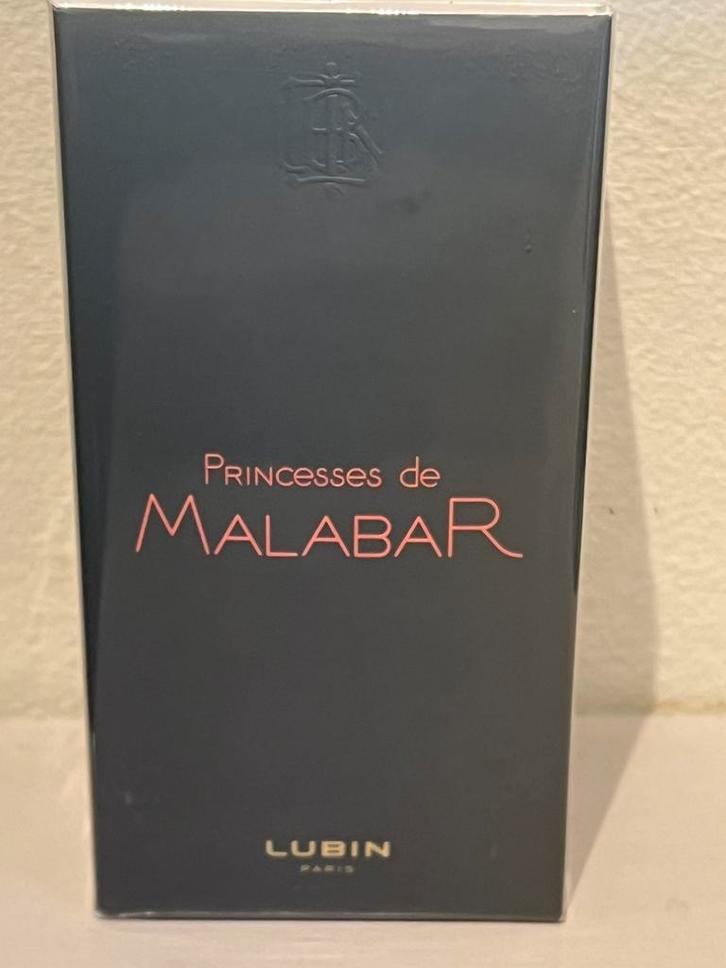 PRINCesses de
MALABAR
LUBIN
PARIS